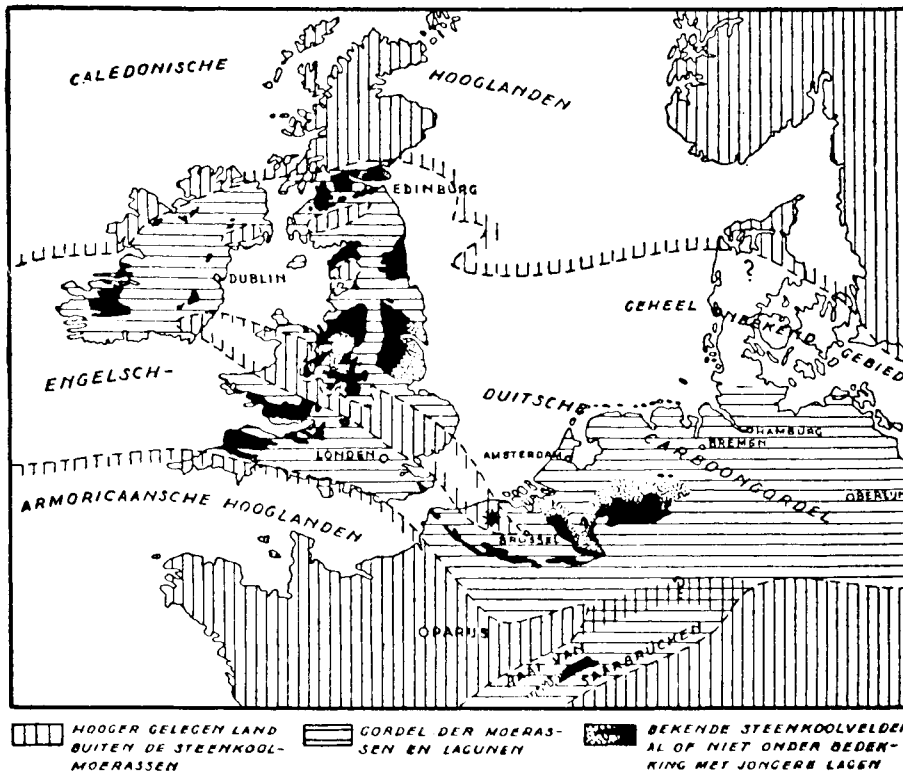 CALEDONISCHE
HOOGLANDEN
EDINBURG
DUBLIN
?
GEHEEL ONBEKEND GEBIED
ENGELSCH-
DUITSCHE
HAMBURG
BREMEN
CARBOONGORDEL
LONDEN
AMSTERDAM
BERLIJN
ARMORICAANSCHE HOOGLANDEN
BRUSSEL
?
PARIJS
SAARBRUCKEN
HOOGER GELEGEN LAND
BUITEN DE STEENKOOL-
MOERASSEN
GORDEL DER MOERAS-
SEN EN LAGUNEN
BEKENDE STEENKOOLVELDEN
AL OF NIET ONDER BEDEK-
KING MET JONGERE LAGEN